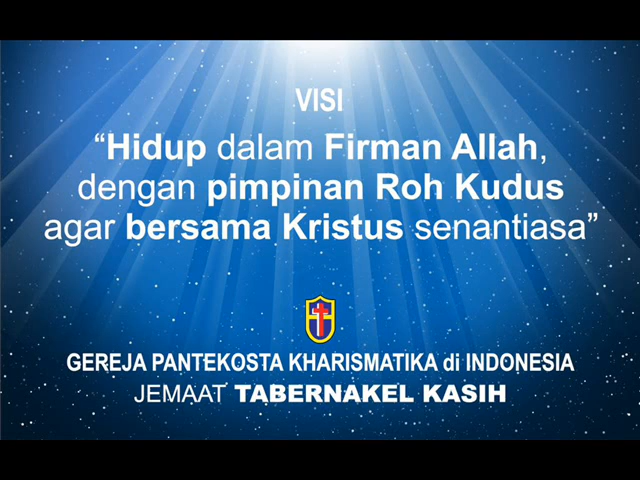 VISI
“Hidup dalam Firman Allah,
dengan pimpinan Roh Kudus
agar bersama Kristus senantiasa”
GEREJA PANTEKOSTA KHARISMATIKA di INDONESIA
JEMAAT TABERNAKEL KASIH